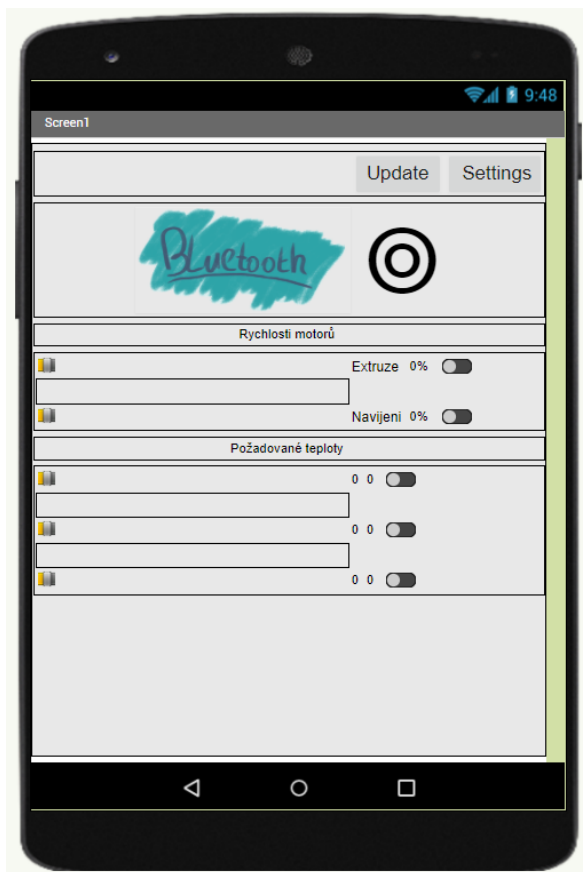 9:48
Screen1
Update Settings
Bluetooth
Rychlosti motorů
Extruze 0%
Navijeni 0%
Požadované teploty
0 0
0 0
0 0